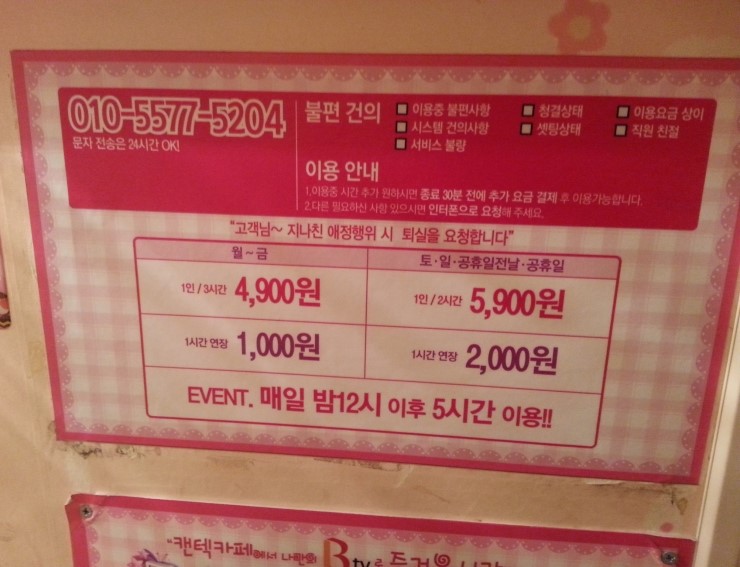 010-5577-5204
문자 전송은 24시간 OK!
불편 건의
이용중 불편사항
청결상태
이용요금 상이
시스템 건의사항
셋팅상태
직원 친절
서비스 불량
이용 안내
1.이용중 시간 추가 원하시면 종료 30분 전에 추가 요금 결제 후 이용가능합니다.
2.다른 필요하신 사항 있으시면 인터폰으로 요청해 주세요.
"고객님~ 지나친 애정행위 시 퇴실을 요청합니다"
월~금
토·일·공휴일전날·공휴일
1인/3시간 4,900원
1인/2시간 5,900원
1시간 연장 1,000원
1시간 연장 2,000원
EVENT. 매일 밤12시 이후 5시간 이용!!
"캔텍카페에서 나만의 Btv로